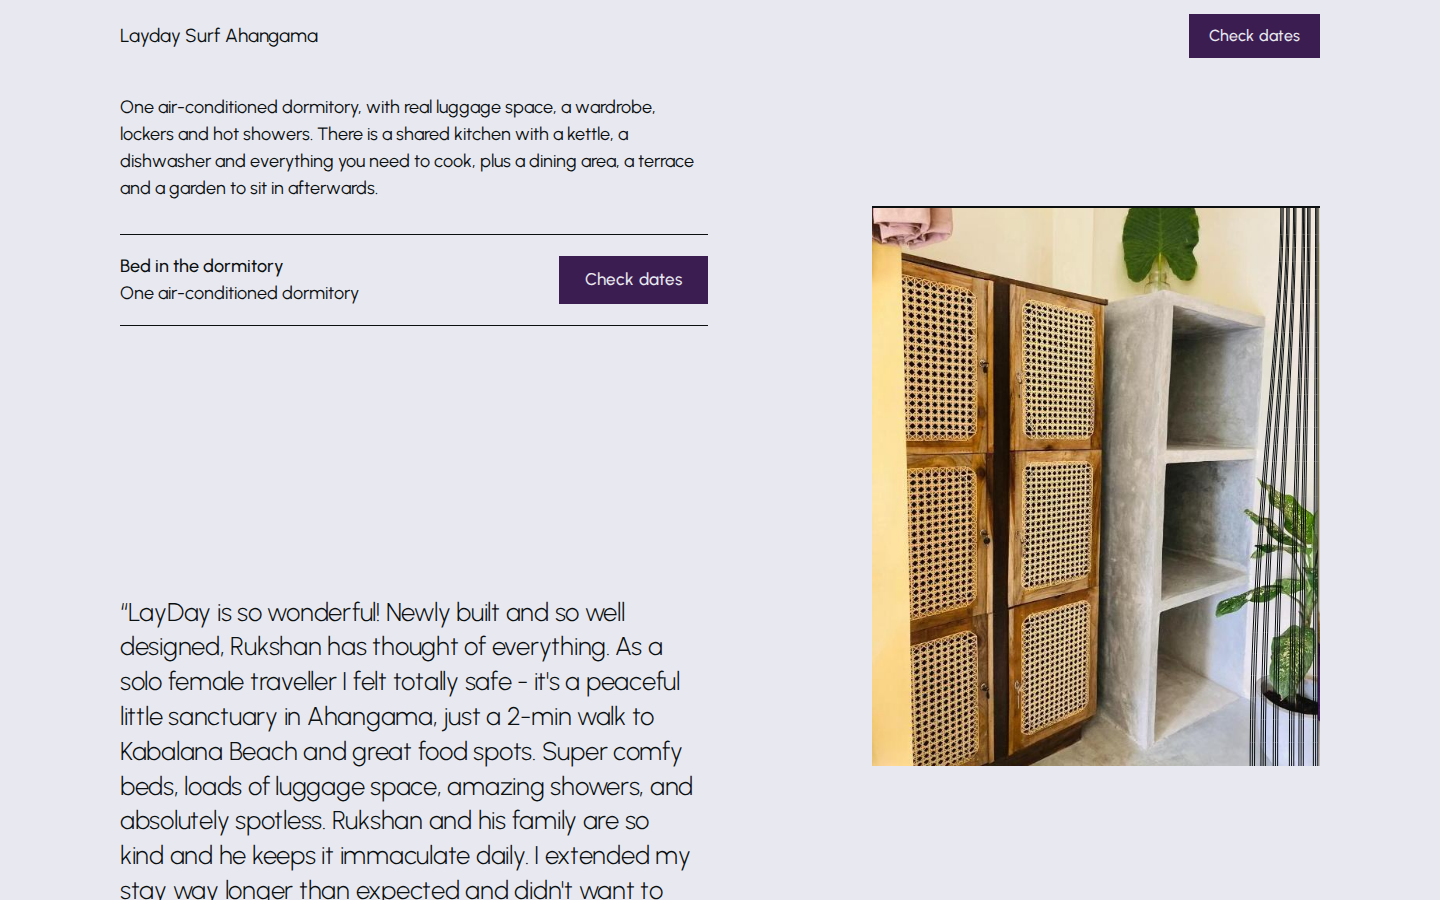 Layday Surf Ahangama
Check dates
One air-conditioned dormitory, with real luggage space, a wardrobe,
lockers and hot showers. There is a shared kitchen with a kettle, a
dishwasher and everything you need to cook, plus a dining area, a terrace
and a garden to sit in afterwards.
Bed in the dormitory
One air-conditioned dormitory
Check dates
“LayDay is so wonderful! Newly built and so well
designed, Rukshan has thought of everything. As a
solo female traveller I felt totally safe - it's a peaceful
little sanctuary in Ahangama, just a 2-min walk to
Kabalana Beach and great food spots. Super comfy
beds, loads of luggage space, amazing showers, and
absolutely spotless. Rukshan and his family are so
kind and he keeps it immaculate daily. I extended my
stay way longer than expected and didn't want to